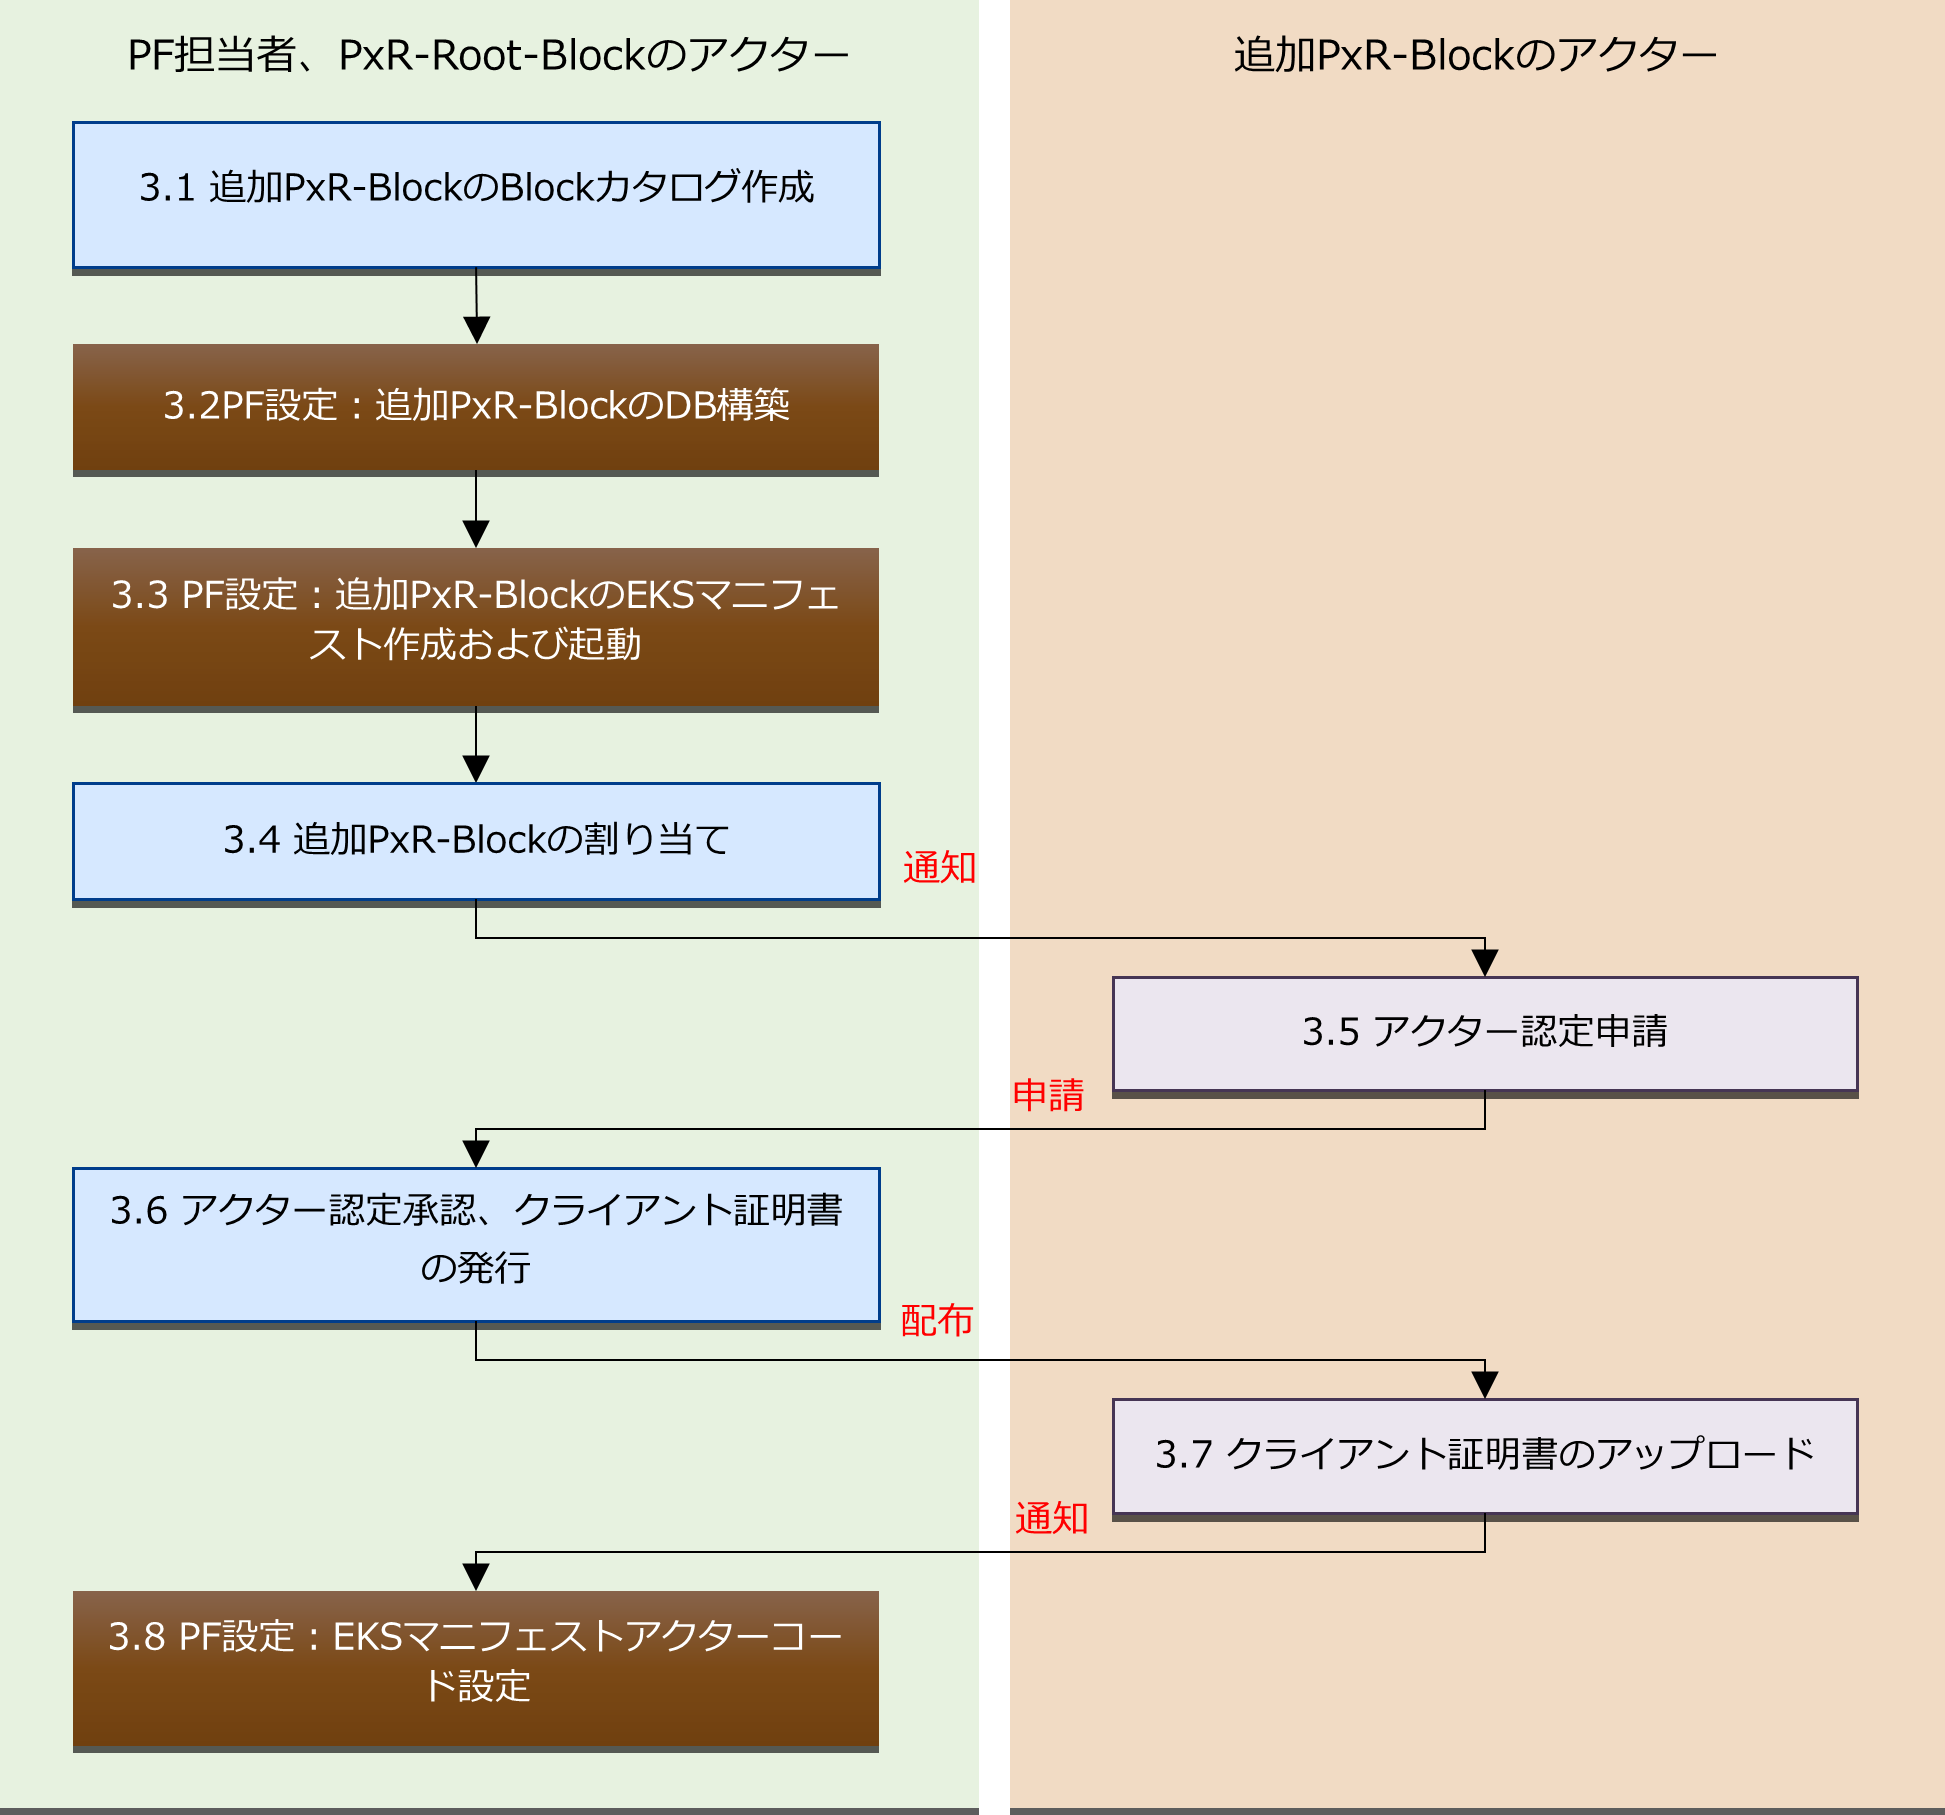 PF担当者、PxR-Root-Blockのアクター
追加PxR-Blockのアクター
3.1 追加PxR-BlockのBlockカタログ作成
3.2PF設定：追加PxR-BlockのDB構築
3.3 PF設定：追加PxR-BlockのEKSマニフェ
スト作成および起動
3.4 追加PxR-Blockの割り当て
通知
3.5 アクター認定申請
申請
3.6 アクター認定承認、クライアント証明書
の発行
配布
3.7 クライアント証明書のアップロード
通知
3.8 PF設定：EKSマニフェストアクターコー
ド設定